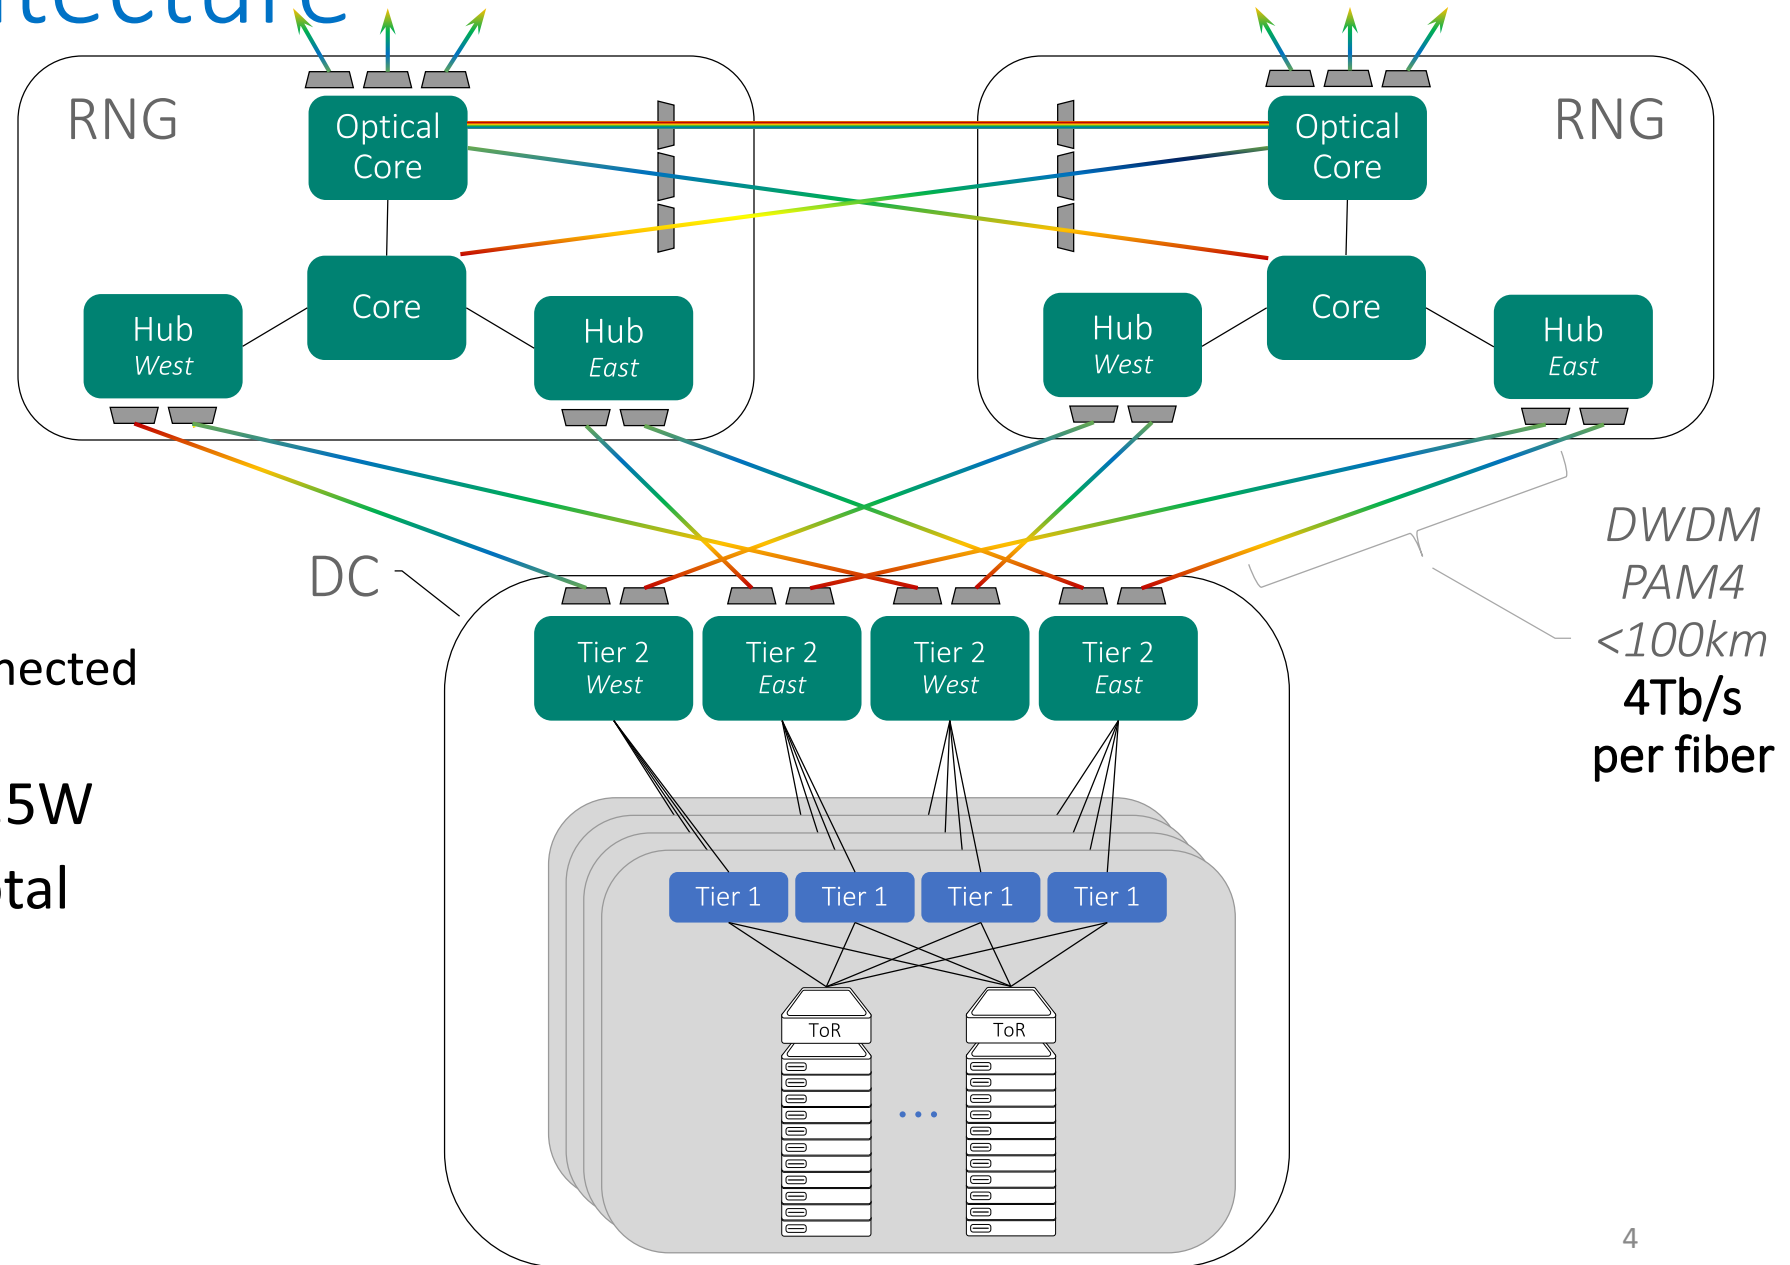 RNG
Optical
Core
Core
Hub
West
Hub
East
RNG
Optical
Core
Core
Hub
West
Hub
East
DWDM
PAM4
<100km
4Tb/s
per fiber
DC
Tier 2
West
Tier 2
East
Tier 2
West
Tier 2
East
5W
Tier 1
Tier 1
Tier 1
Tier 1
ToR
ToR
...
4